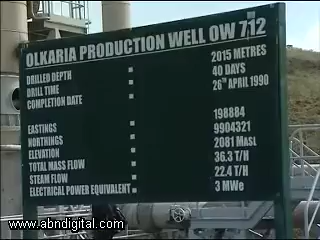 OLKARIA PRODUCTION WELL OW 712
DRILLED DEPTH : 2015 METRES
DRILL TIME : 40 DAYS
COMPLETION DATE : 26TH APRIL 1990
EASTINGS : 198884
NORTHINGS : 9904321
ELEVATION : 2081 MASL
TOTAL MASS FLOW : 36.3 T/H
STEAM FLOW : 22.4 T/H
ELECTRICAL POWER EQUIVALENT : 3 MWe
www.abndigital.com